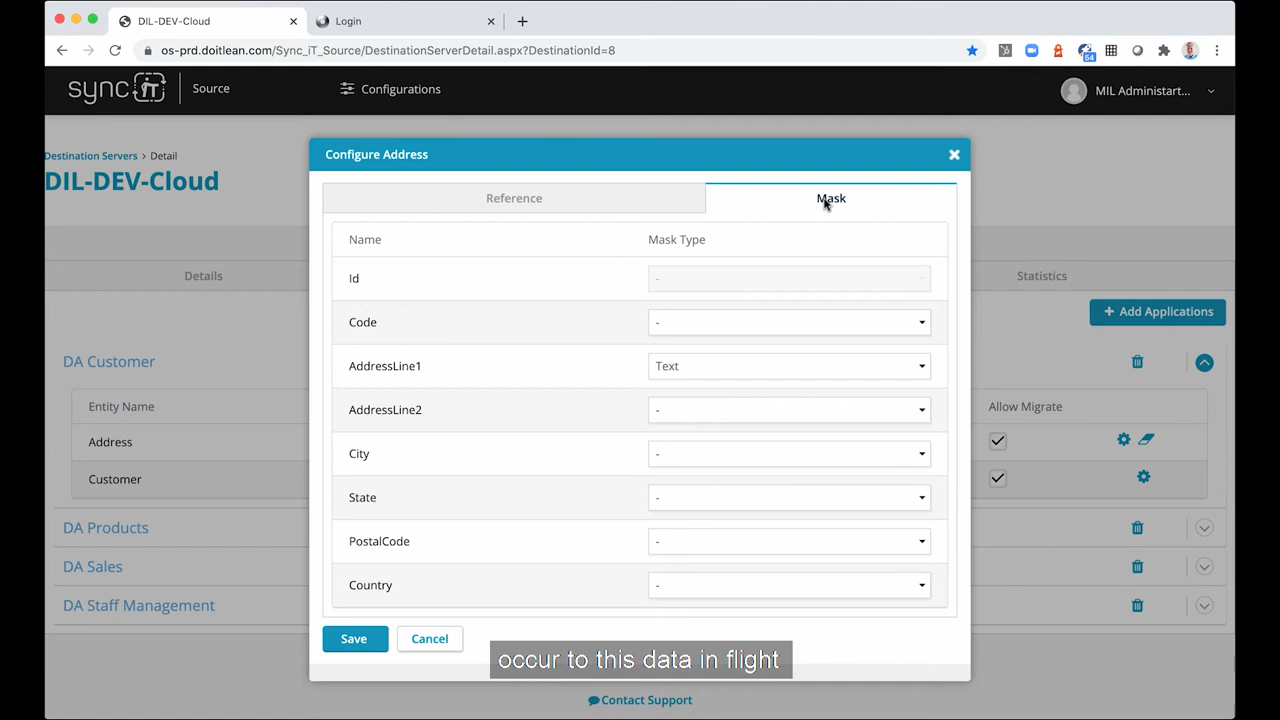 DIL-DEV-Cloud
Login
os-prd.doitlean.com/Sync_iT_Source/DestinationServerDetail.aspx?DestinationId=8
54
sync iT
Source
Configurations
MIL Administart...
Destination Servers > Detail
DIL-DEV-Cloud
Details
Statistics
+ Add Applications
DA Customer
Entity Name
Allow Migrate
Address
Customer
DA Products
DA Sales
DA Staff Management
Configure Address
Reference
Mask
Name Mask Type
Id -
Code -
AddressLine1 Text
AddressLine2 -
City -
State -
PostalCode -
Country -
Save Cancel
occur to this data in flight
Contact Support